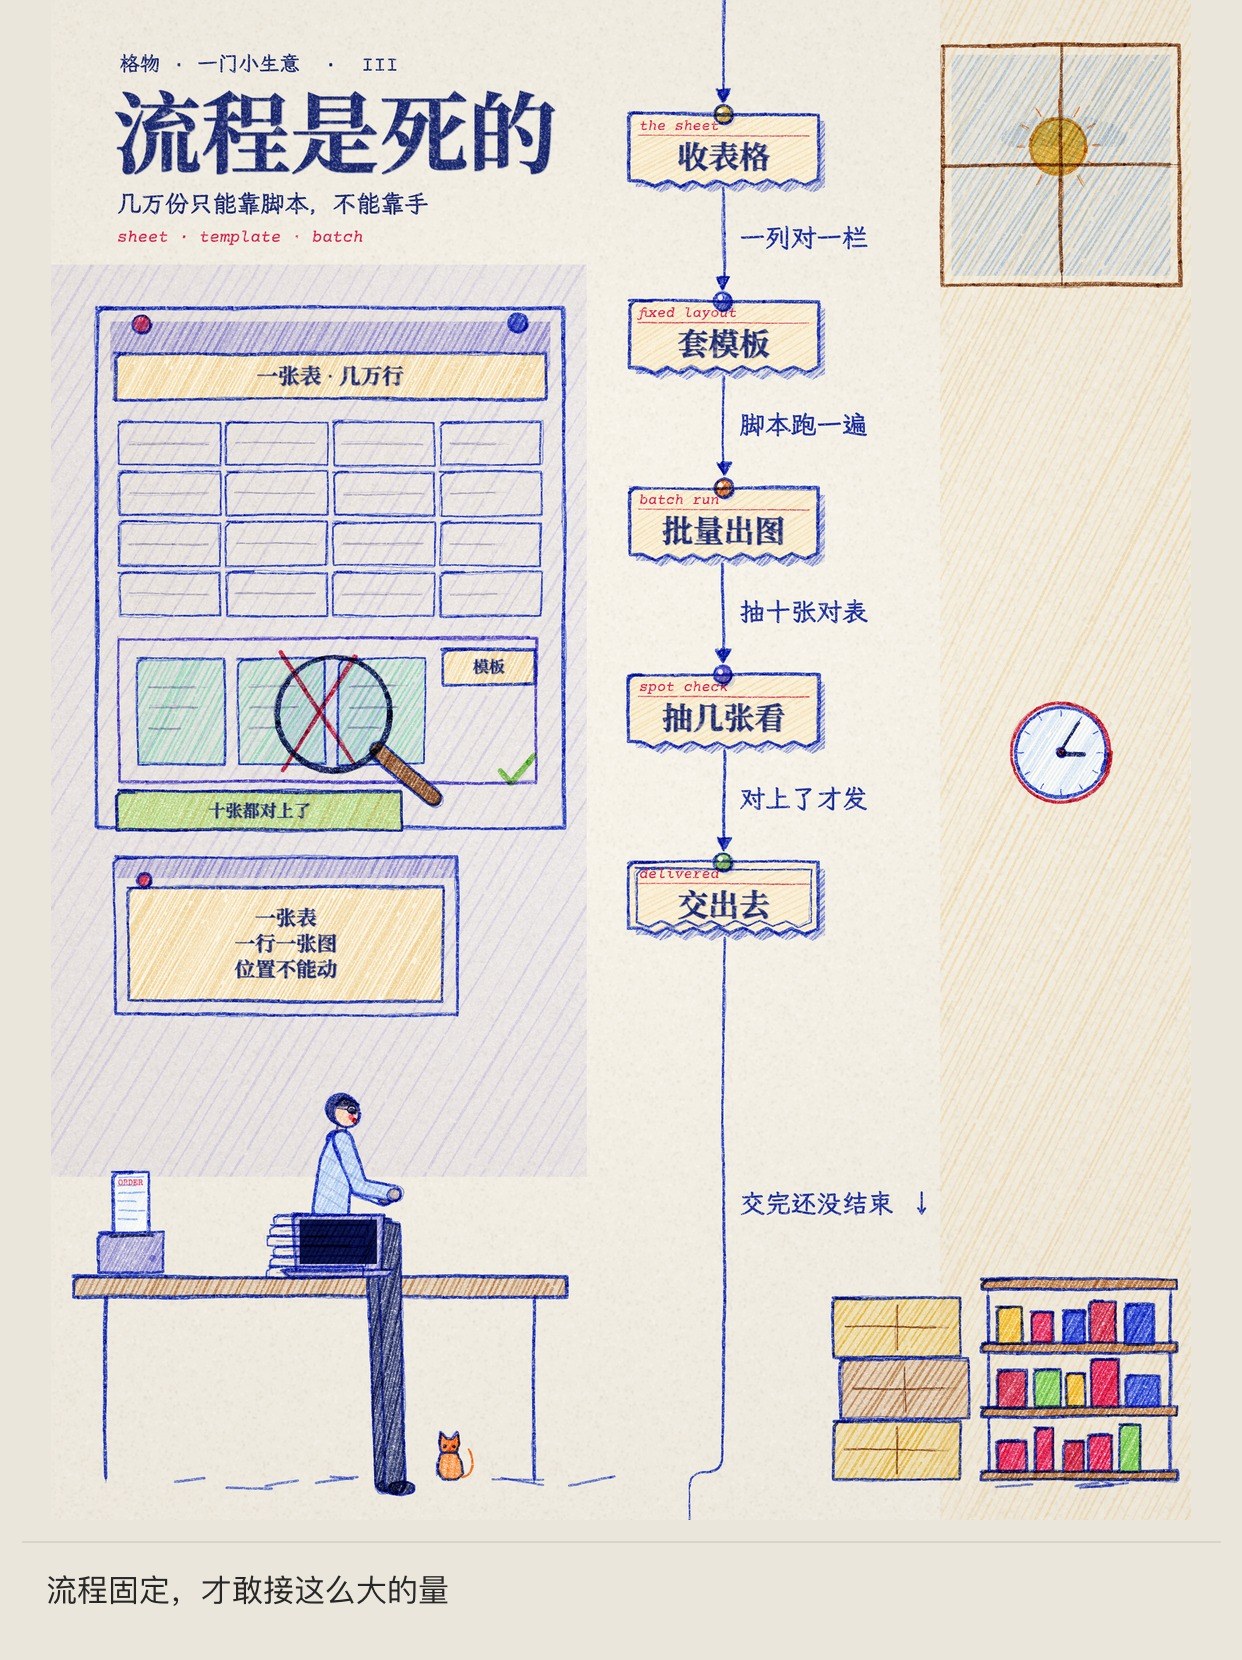 格物 · 一门小生意 · III
流程是死的
几万份只能靠脚本，不能靠手
sheet · template · batch
一张表 · 几万行
模板
十张都对上了
一张表
一行一张图
位置不能动
ORDER
the sheet
收表格
一列对一栏
fixed layout
套模板
脚本跑一遍
batch run
批量出图
抽十张对表
spot check
抽几张看
对上了才发
delivered
交出去
交完还没结束 ↓
流程固定，才敢接这么大的量